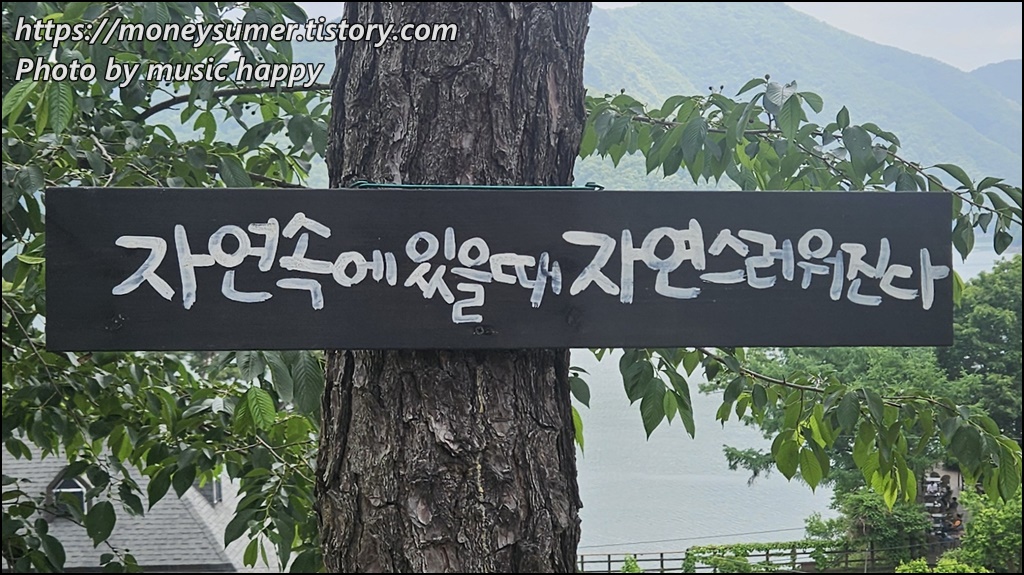 https://moneysumer.tistory.com
Photo by music happy
자연속에 있을때 자연스러워진다